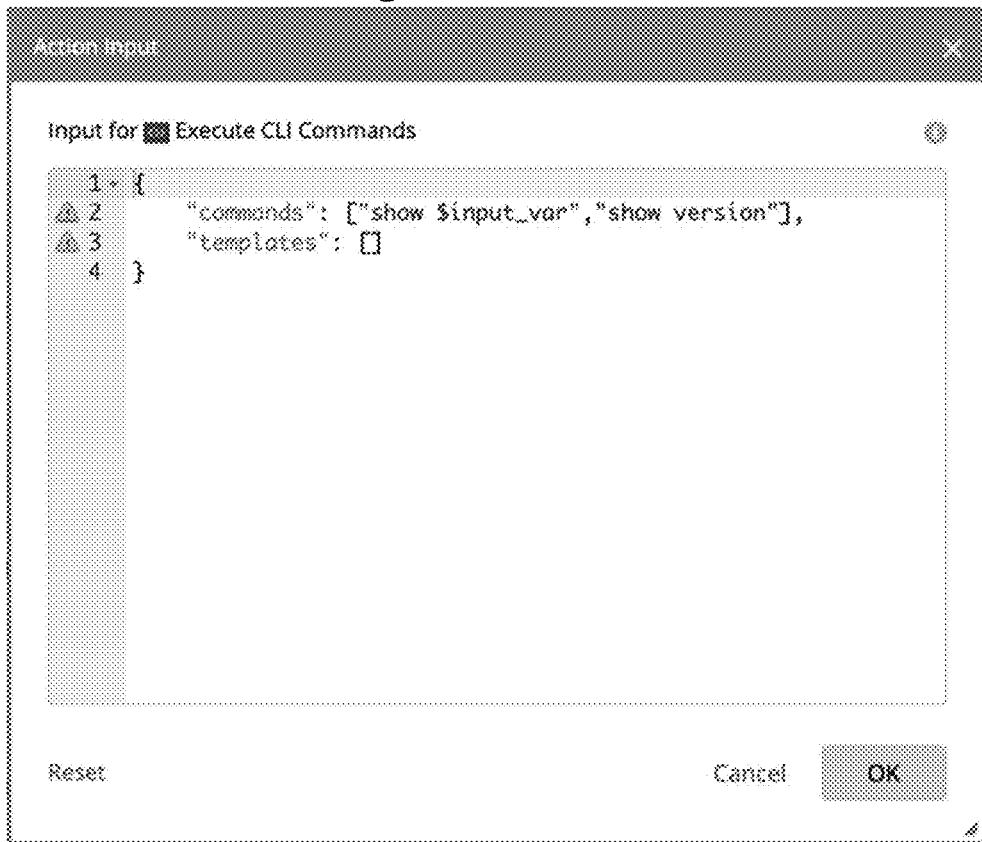 Action Input
Input for Execute CLI Commands
1 {
2 "commands": ["show $input_var","show version"],
3 "templates": []
4 }
Reset Cancel OK